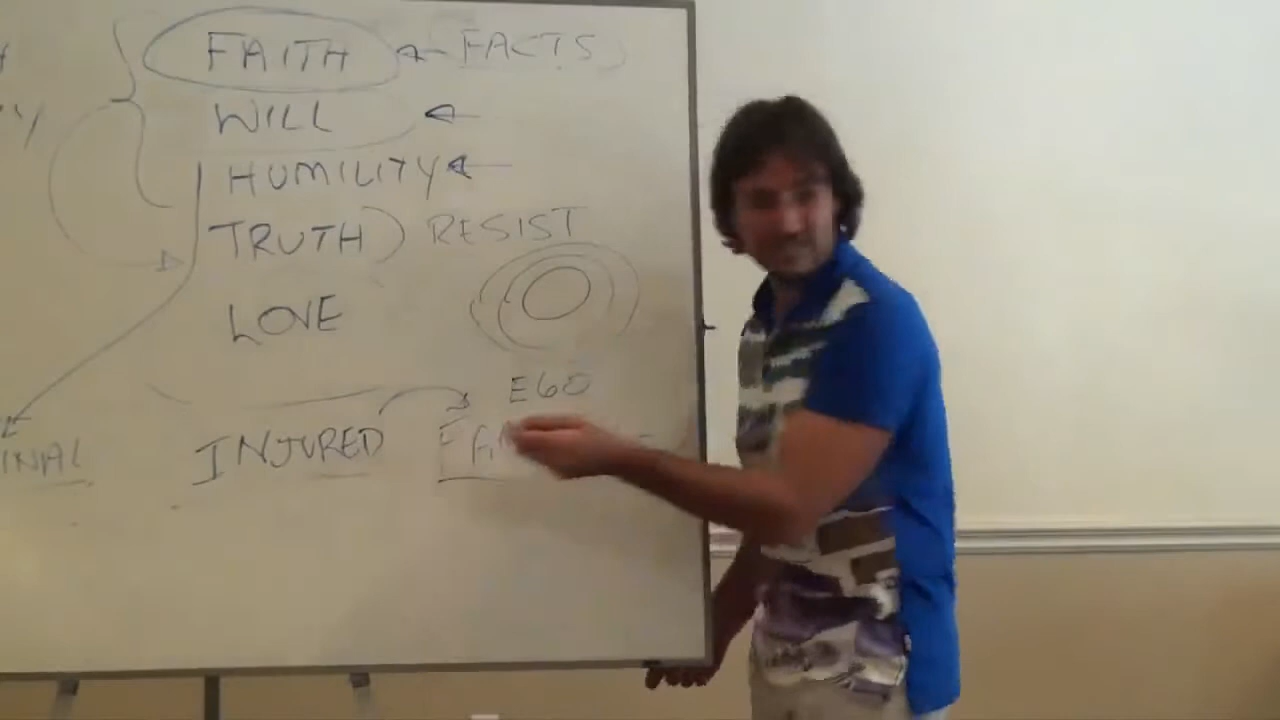 FAITH FACTS
WILL
HUMILITY
TRUTH) RESIST
LOVE
EGO
INJURED